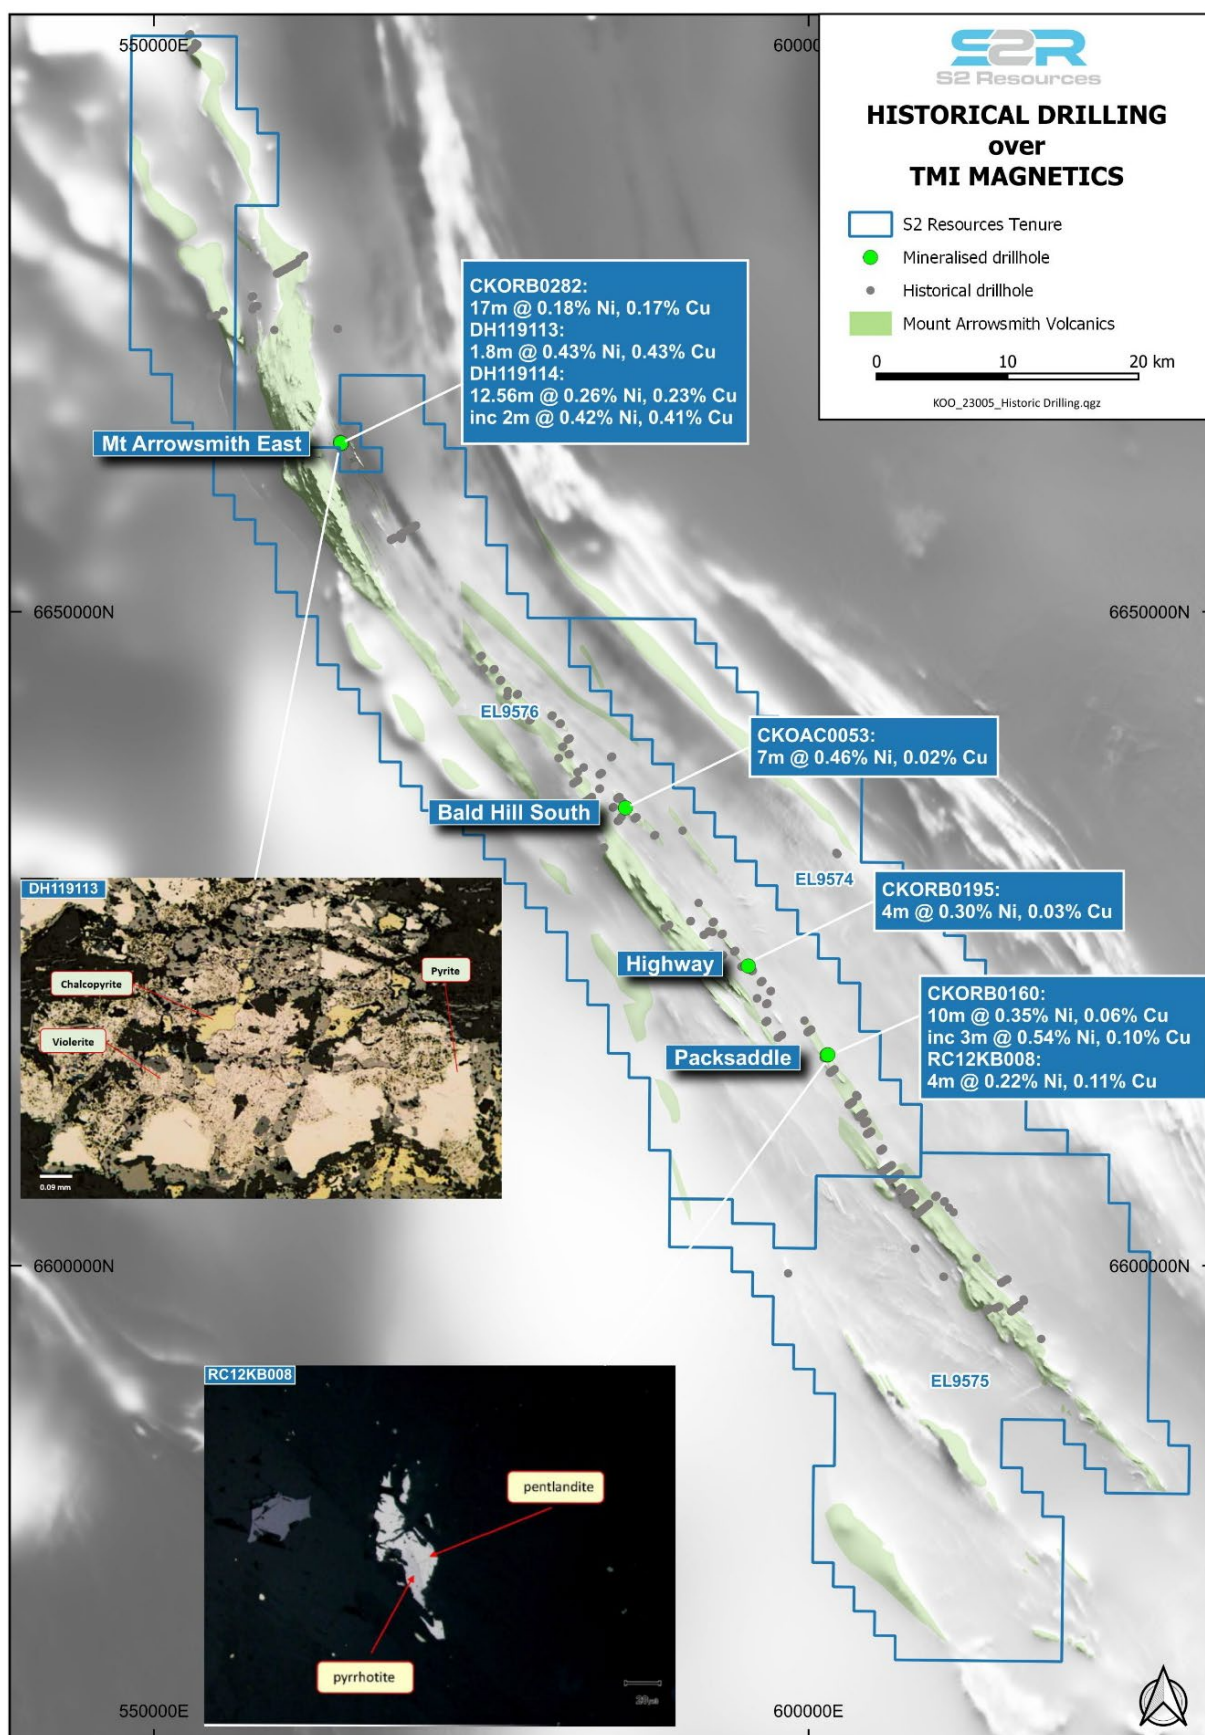 550000E
6000
S2R
S2 Resources
HISTORICAL DRILLING
over
TMI MAGNETICS
S2 Resources Tenure
Mineralised drillhole
Historical drillhole
Mount Arrowsmith Volcanics
0 10 20 km
KOO_23005_Historic Drilling.qgz
CKORB0282:
17m @ 0.18% Ni, 0.17% Cu
DH119113:
1.8m @ 0.43% Ni, 0.43% Cu
DH119114:
12.56m @ 0.26% Ni, 0.23% Cu
inc 2m @ 0.42% Ni, 0.41% Cu
Mt Arrowsmith East
6650000N
6650000N
EL9576
CKOAC0053:
7m @ 0.46% Ni, 0.02% Cu
Bald Hill South
EL9574
CKORB0195:
4m @ 0.30% Ni, 0.03% Cu
DH119113
Chalcopyrite
Pyrite
Violerite
0.09 mm
Highway
CKORB0160:
10m @ 0.35% Ni, 0.06% Cu
inc 3m @ 0.54% Ni, 0.10% Cu
RC12KB008:
4m @ 0.22% Ni, 0.11% Cu
Packsaddle
6600000N
6600000N
EL9575
RC12KB008
pentlandite
pyrrhotite
550000E
600000E